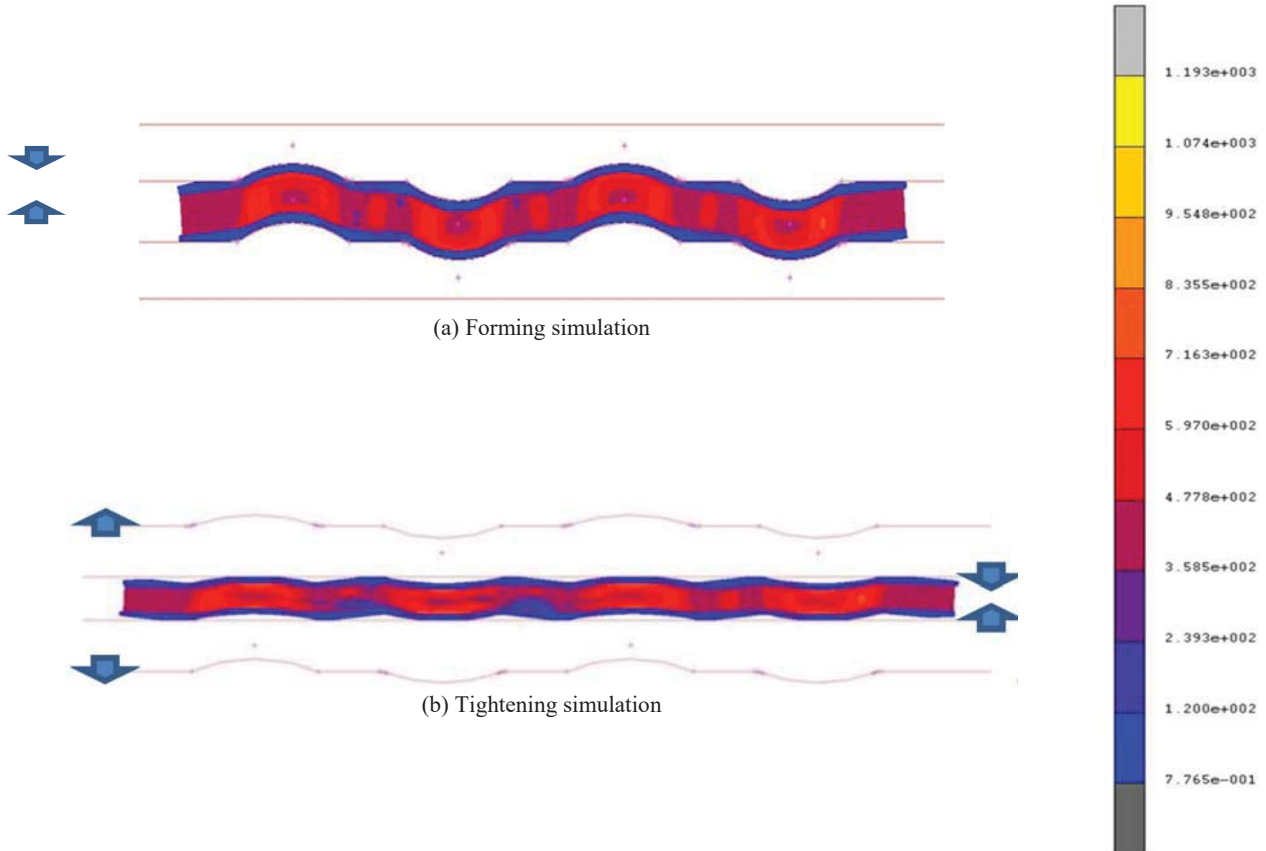 1.193e+003
1.074e+003
9.548e+002
8.355e+002
7.163e+002
5.970e+002
4.778e+002
3.585e+002
2.393e+002
1.200e+002
7.765e-001
(a) Forming simulation
(b) Tightening simulation